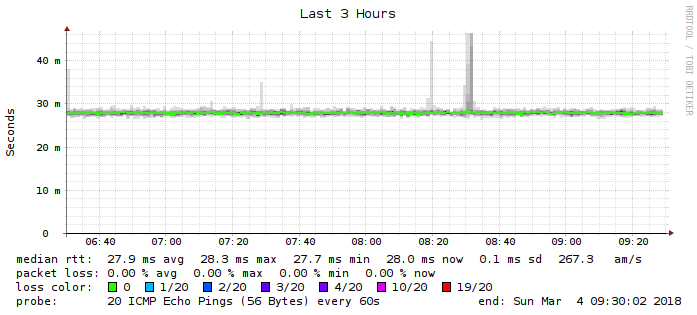 Last 3 Hours
RRDTOOL / TOBI OETIKER
Seconds
40 m
30 m
20 m
10 m
0
06:40 07:00 07:20 07:40 08:00 08:20 08:40 09:00 09:20
median rtt: 27.9 ms avg 28.3 ms max 27.7 ms min 28.0 ms now 0.1 ms sd 267.3 am/s
packet loss: 0.00 % avg 0.00 % max 0.00 % min 0.00 % now
loss color: 0 1/20 2/20 3/20 4/20 10/20 19/20
probe: 20 ICMP Echo Pings (56 Bytes) every 60s end: Sun Mar 4 09:30:02 2018